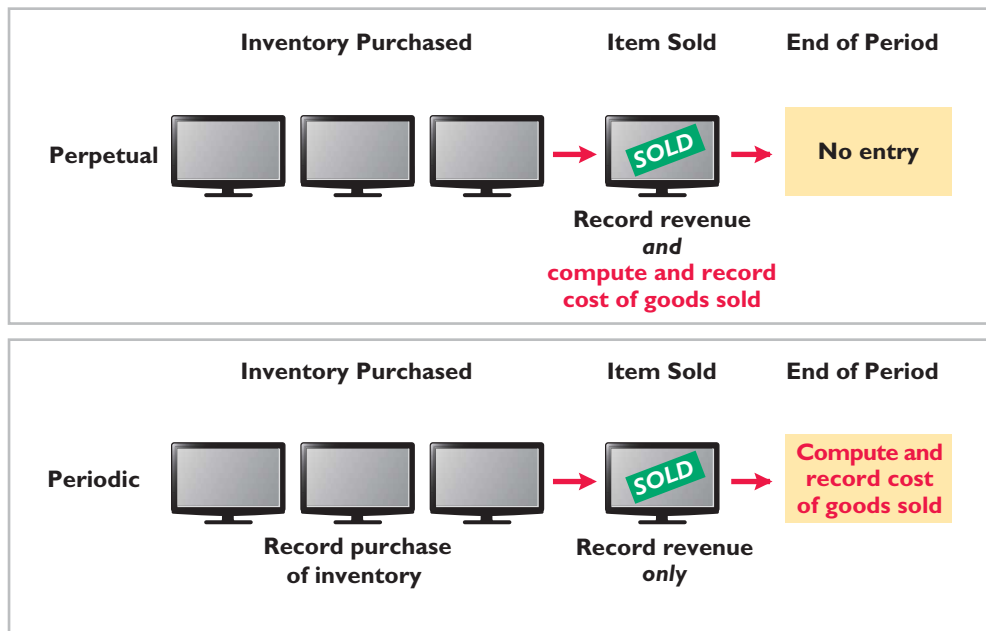 Inventory Purchased Item Sold End of Period
Perpetual
SOLD
No entry
Record revenue
and
compute and record
cost of goods sold
Inventory Purchased Item Sold End of Period
Periodic
SOLD
Compute and
record cost
of goods sold
Record purchase
of inventory
Record revenue
only